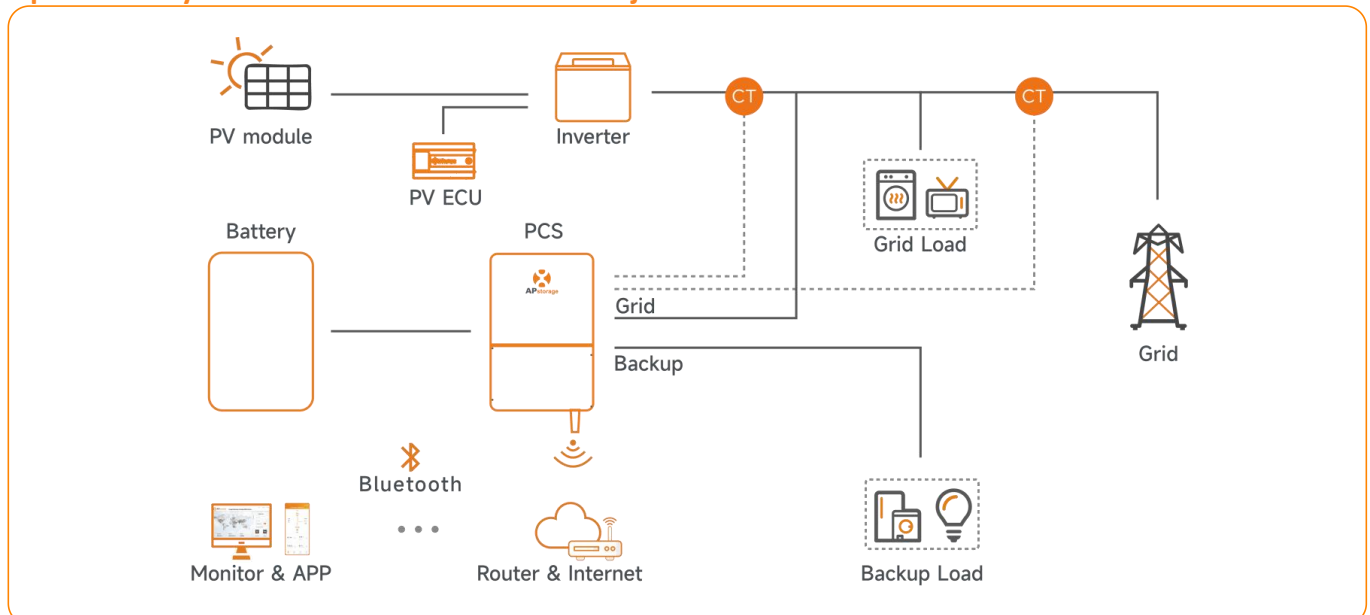 CT
CT
PV module
Inverter
PV ECU
Grid Load
Battery
PCS
APstorage
Grid
Backup
Grid
Bluetooth
Monitor & APP
Router & Internet
Backup Load